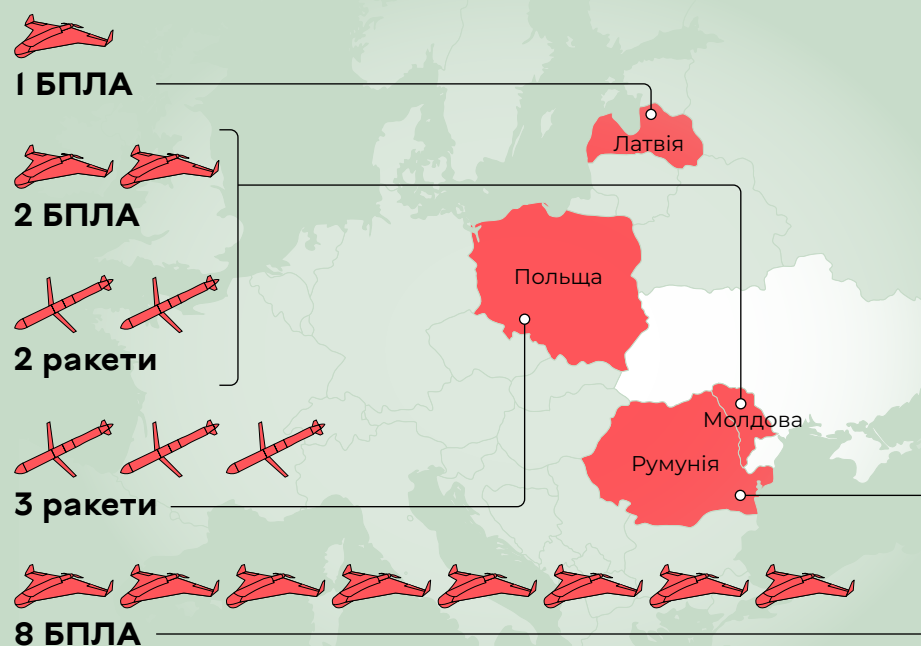 1 БПЛА
Латвія
2 БПЛА
Польща
2 ракети
Молдова
Румунія
3 ракети
8 БПЛА